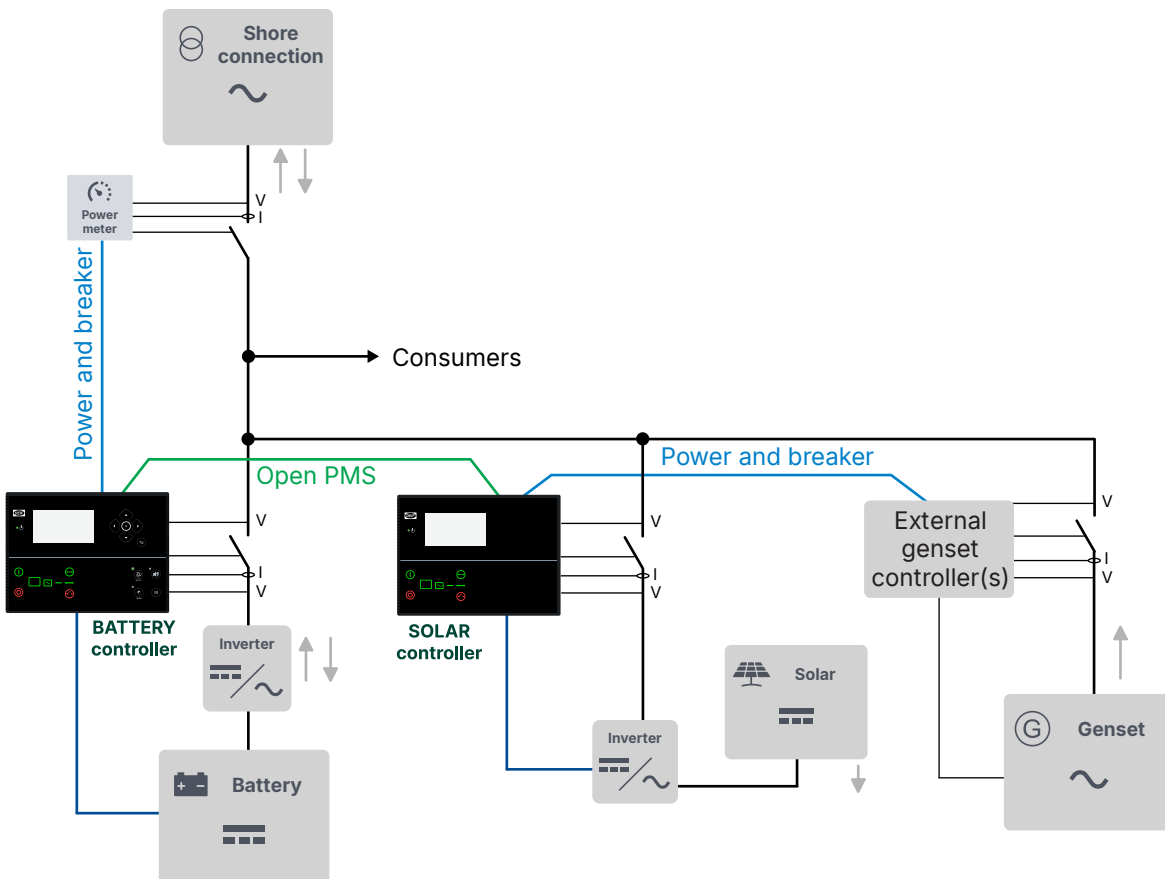 Shore
connection
V
I
Power
meter
Power and breaker
Consumers
Open PMS
Power and breaker
V
I
V
BATTERY
controller
V
I
V
SOLAR
controller
External
genset
controller(s)
V
I
V
Inverter
Battery
+ -
Inverter
Solar
G
Genset